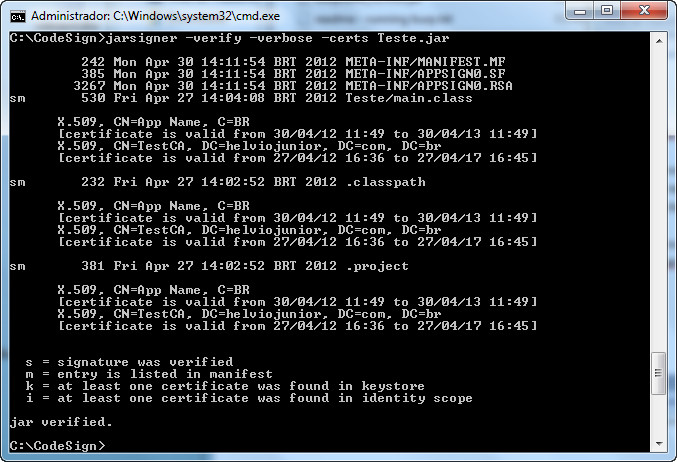 Administrador: C:\Windows\system32\cmd.exe
C:\CodeSign>jarsigner -verify -verbose -certs Teste.jar
242 Mon Apr 30 14:11:54 BRT 2012 META-INF/MANIFEST.MF
385 Mon Apr 30 14:11:54 BRT 2012 META-INF/APPSIGN0.SF
3267 Mon Apr 30 14:11:54 BRT 2012 META-INF/APPSIGN0.RSA
sm 530 Fri Apr 27 14:04:08 BRT 2012 Teste/main.class
X.509, CN=App Name, C=BR
[certificate is valid from 30/04/12 11:49 to 30/04/13 11:49]
X.509, CN=TestCA, DC=helviojunior, DC=com, DC=br
[certificate is valid from 27/04/12 16:36 to 27/04/17 16:45]
sm 232 Fri Apr 27 14:02:52 BRT 2012 .classpath
X.509, CN=App Name, C=BR
[certificate is valid from 30/04/12 11:49 to 30/04/13 11:49]
X.509, CN=TestCA, DC=helviojunior, DC=com, DC=br
[certificate is valid from 27/04/12 16:36 to 27/04/17 16:45]
sm 381 Fri Apr 27 14:02:52 BRT 2012 .project
X.509, CN=App Name, C=BR
[certificate is valid from 30/04/12 11:49 to 30/04/13 11:49]
X.509, CN=TestCA, DC=helviojunior, DC=com, DC=br
[certificate is valid from 27/04/12 16:36 to 27/04/17 16:45]
s = signature was verified
m = entry is listed in manifest
k = at least one certificate was found in keystore
i = at least one certificate was found in identity scope
jar verified.
C:\CodeSign>